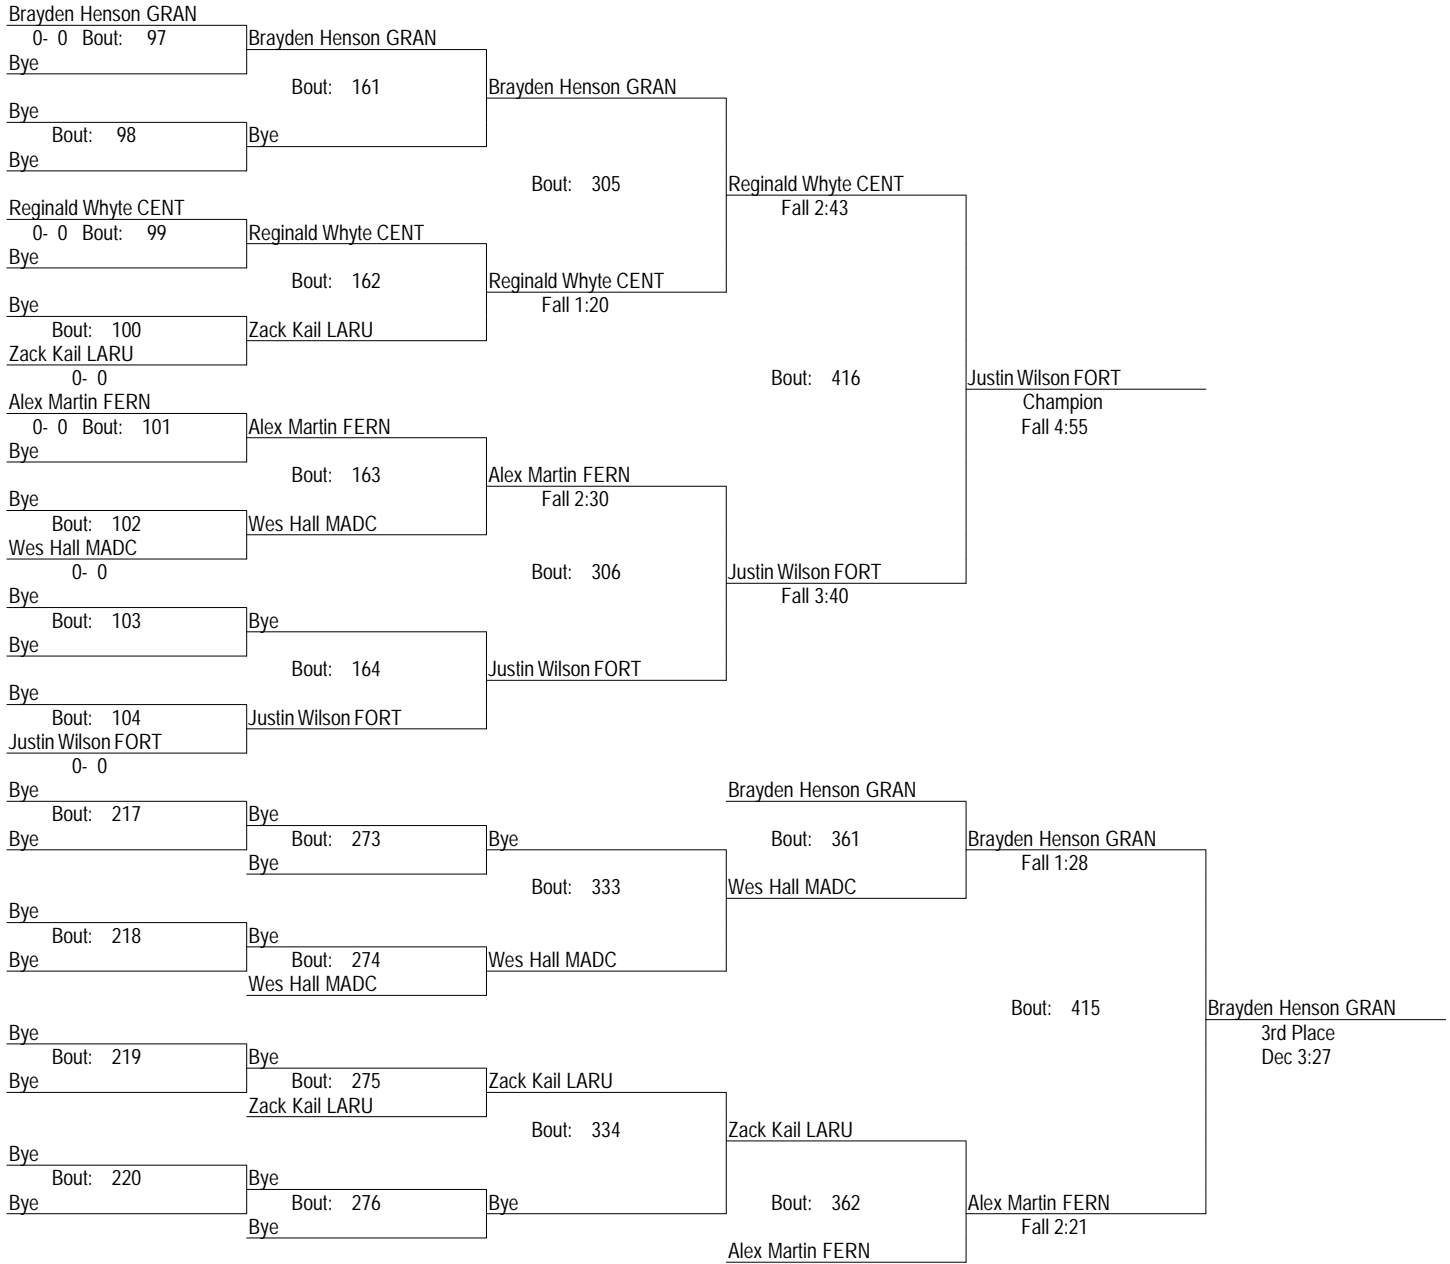 Brayden Henson GRAN
0- 0 Bout: 97
Bye
Brayden Henson GRAN
Bout: 161
Bye
Bout: 98
Bye
Bye
Brayden Henson GRAN
Bout: 305
Reginald Whyte CENT
0- 0 Bout: 99
Bye
Reginald Whyte CENT
Bout: 162
Bye
Bout: 100
Zack Kail LARU
0- 0
Zack Kail LARU
Reginald Whyte CENT
Fall 1:20
Reginald Whyte CENT
Fall 2:43
Bout: 416
Alex Martin FERN
0- 0 Bout: 101
Bye
Alex Martin FERN
Bout: 163
Bye
Bout: 102
Wes Hall MADC
0- 0
Wes Hall MADC
Alex Martin FERN
Fall 2:30
Bout: 306
Bye
Bout: 103
Bye
Bye
Bout: 164
Bye
Bout: 104
Justin Wilson FORT
0- 0
Justin Wilson FORT
Justin Wilson FORT
Justin Wilson FORT
Fall 3:40
Justin Wilson FORT
Champion
Fall 4:55
Bye
Bout: 217
Bye
Bye
Bout: 273
Bye
Bye
Bout: 333
Bye
Bout: 218
Bye
Bye
Bout: 274
Wes Hall MADC
Wes Hall MADC
Brayden Henson GRAN
Bout: 361
Wes Hall MADC
Brayden Henson GRAN
Fall 1:28
Bout: 415
Bye
Bout: 219
Bye
Bye
Bout: 275
Zack Kail LARU
Zack Kail LARU
Bout: 334
Bye
Bout: 220
Bye
Bye
Bout: 276
Bye
Bye
Zack Kail LARU
Bout: 362
Alex Martin FERN
Alex Martin FERN
Fall 2:21
Brayden Henson GRAN
3rd Place
Dec 3:27